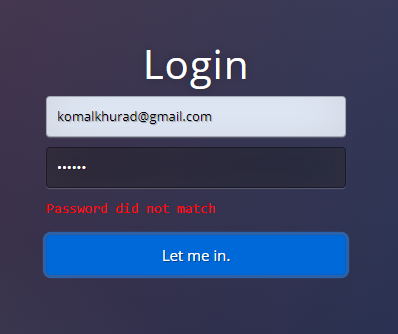 Login
komalkhurad@gmail.com
••••••
Password did not match
Let me in.